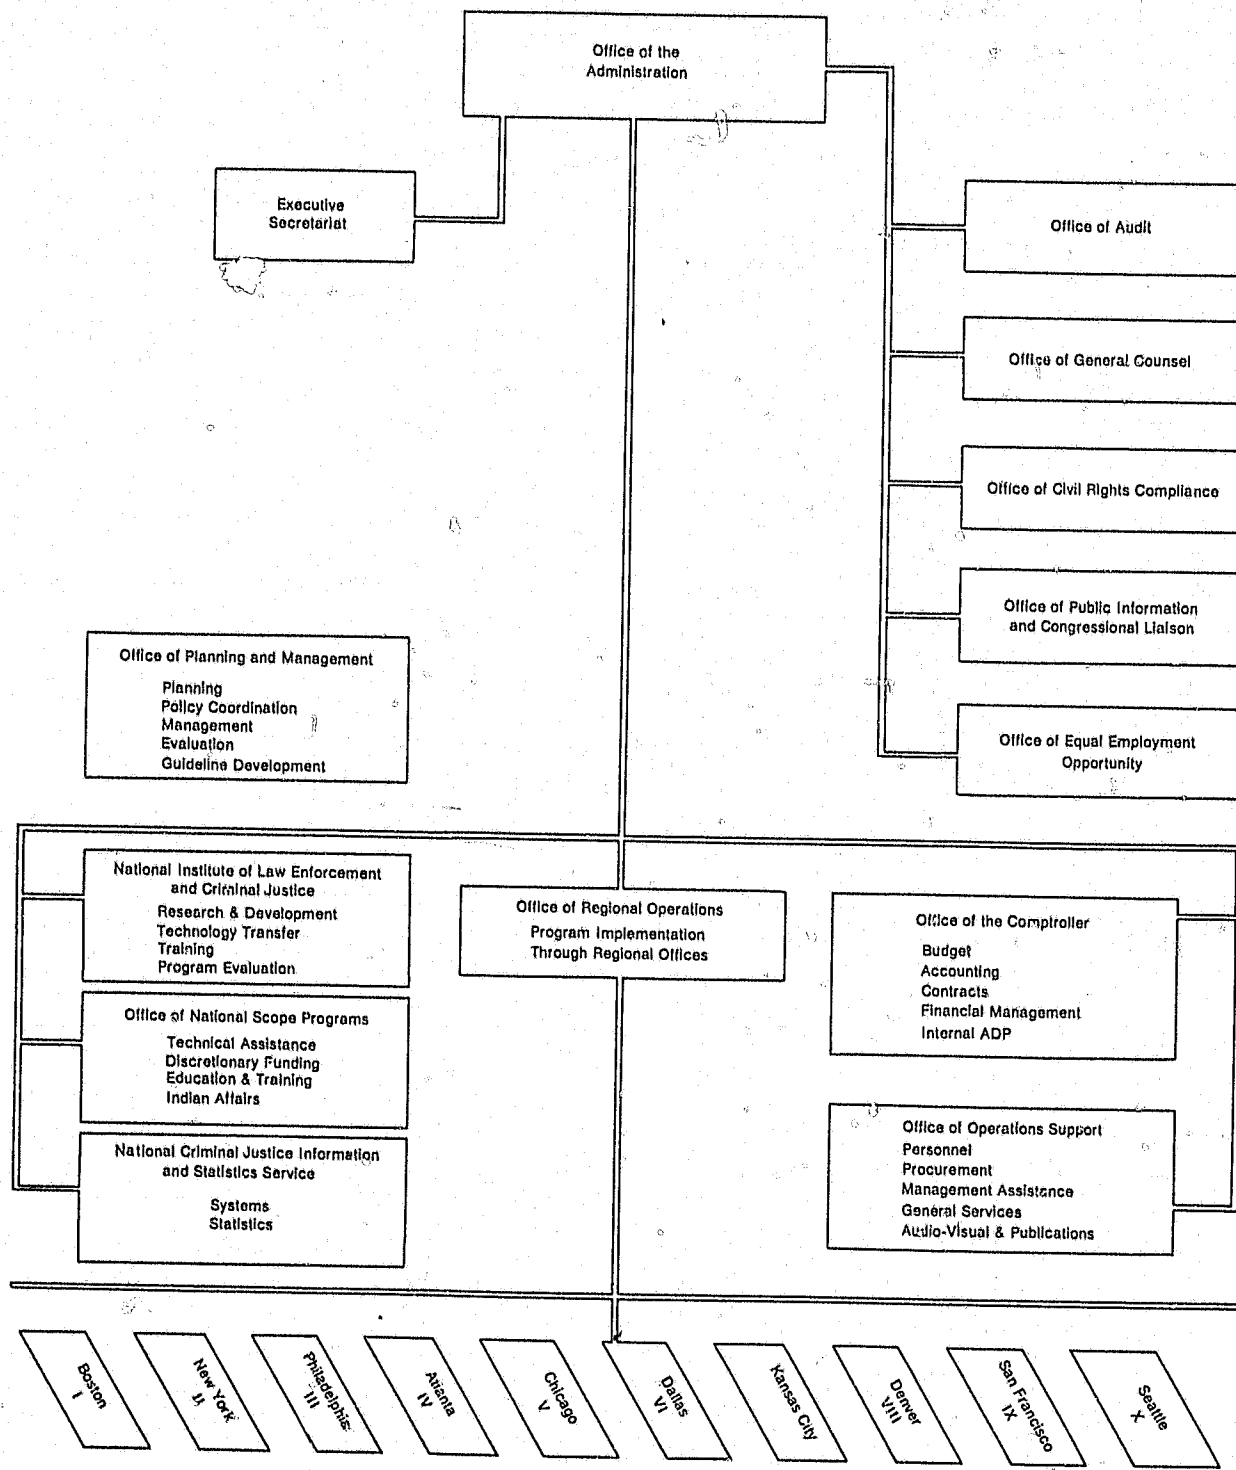 Office of the
Administration
Executive
Secretariat
Office of Audit
Office of General Counsel
Office of Civil Rights Compliance
Office of Public Information
and Congressional Liaison
Office of Equal Employment
Opportunity
Office of Planning and Management
Planning
Policy Coordination
Management
Evaluation
Guideline Development
National Institute of Law Enforcement
and Criminal Justice
Research & Development
Technology Transfer
Training
Program Evaluation
Office of National Scope Programs
Technical Assistance
Discretionary Funding
Education & Training
Indian Affairs
National Criminal Justice Information
and Statistics Service
Systems
Statistics
Office of Regional Operations
Program Implementation
Through Regional Offices
Office of the Comptroller
Budget
Accounting
Contracts
Financial Management
Internal ADP
Office of Operations Support
Personnel
Procurement
Management Assistance
General Services
Audio-Visual & Publications
Boston
I
New York
II
Philadelphia
III
Atlanta
IV
Chicago
V
Dallas
VI
Kansas City
Denver
VIII
San Francisco
IX
Seattle
X